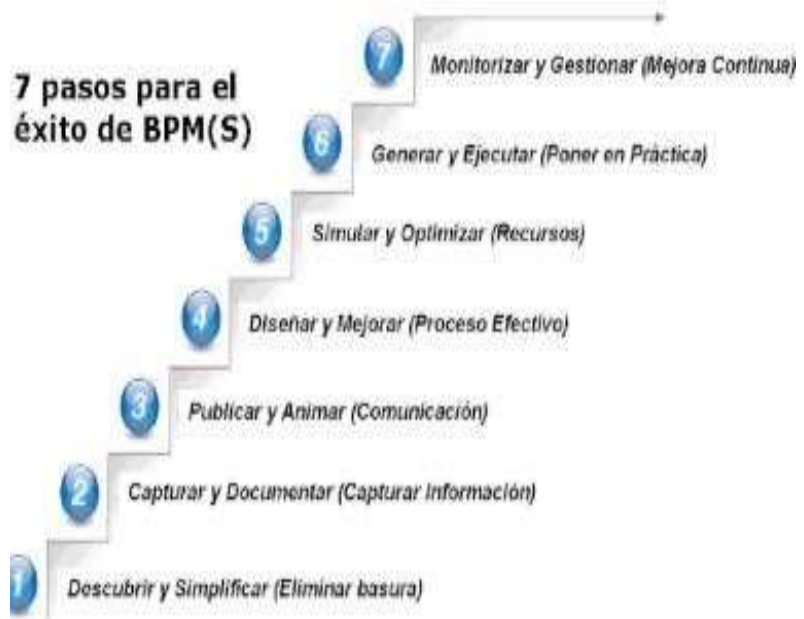 7 pasos para el
éxito de BPM(S)
7
Monitorizar y Gestionar (Mejora Continua)
6
Generar y Ejecutar (Poner en Práctica)
5
Simular y Optimizar (Recursos)
4
Diseñar y Mejorar (Proceso Efectivo)
3
Publicar y Animar (Comunicación)
2
Capturar y Documentar (Capturar Información)
1
Descubrir y Simplificar (Eliminar basura)